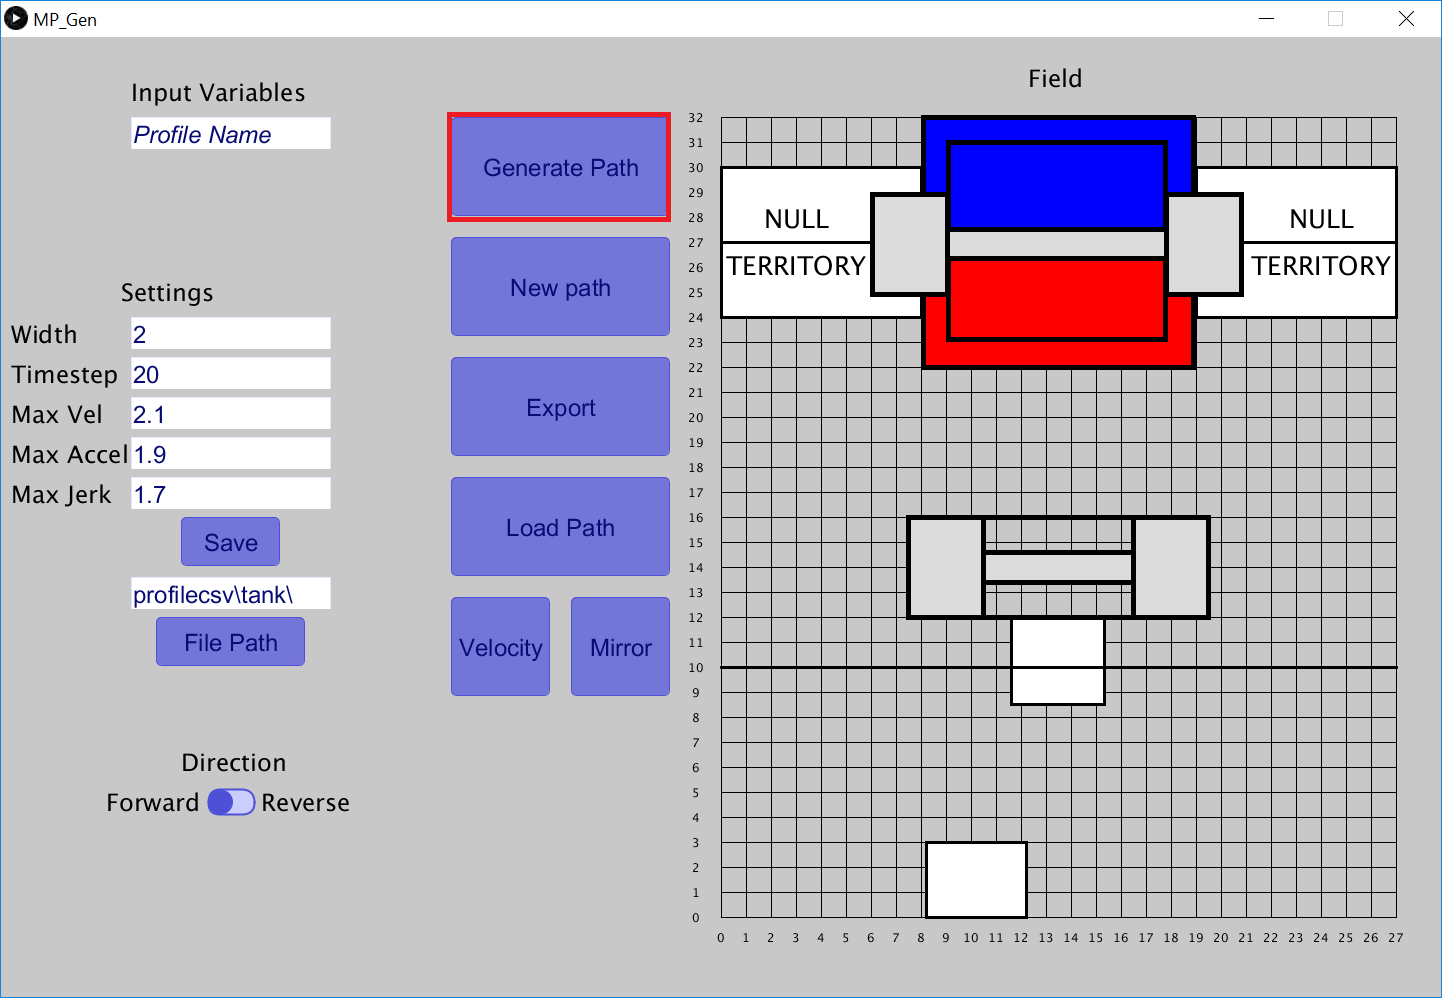 MP_Gen
Input Variables
Profile Name
Settings
Width 2
Timestep 20
Max Vel 2.1
Max Accel 1.9
Max Jerk 1.7
Save
profilecsv\tank\
File Path
Direction
Forward Reverse
Generate Path
New path
Export
Load Path
Velocity Mirror
Field
32
31
30
29
28
27
26
25
24
23
22
21
20
19
18
17
16
15
14
13
12
11
10
9
8
7
6
5
4
3
2
1
0
NULL NULL
TERRITORY TERRITORY
0 1 2 3 4 5 6 7 8 9 10 11 12 13 14 15 16 17 18 19 20 21 22 23 24 25 26 27